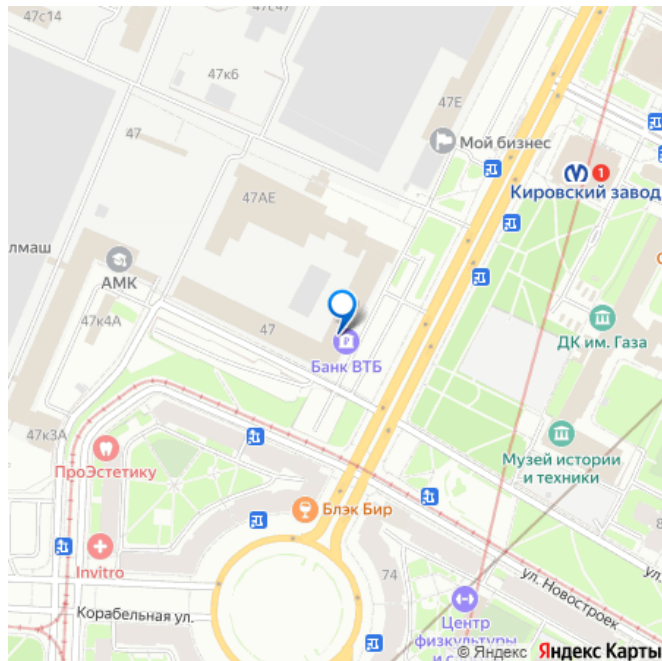 47с14
47с47
47к6
47Е
47
Мой бизнес
1
Кировский завод
47АЕ
лмаш
АМК
47к4А
47
Банк ВТБ
ДК им. Газа
47к3А
ПроЭстетику
Музей истории
и техники
Блэк Бир
Invitro
74
ул. Новостроек
ул.
Корабельная ул.
Центр
физкультуры
© Яндекс Яндекс Карты